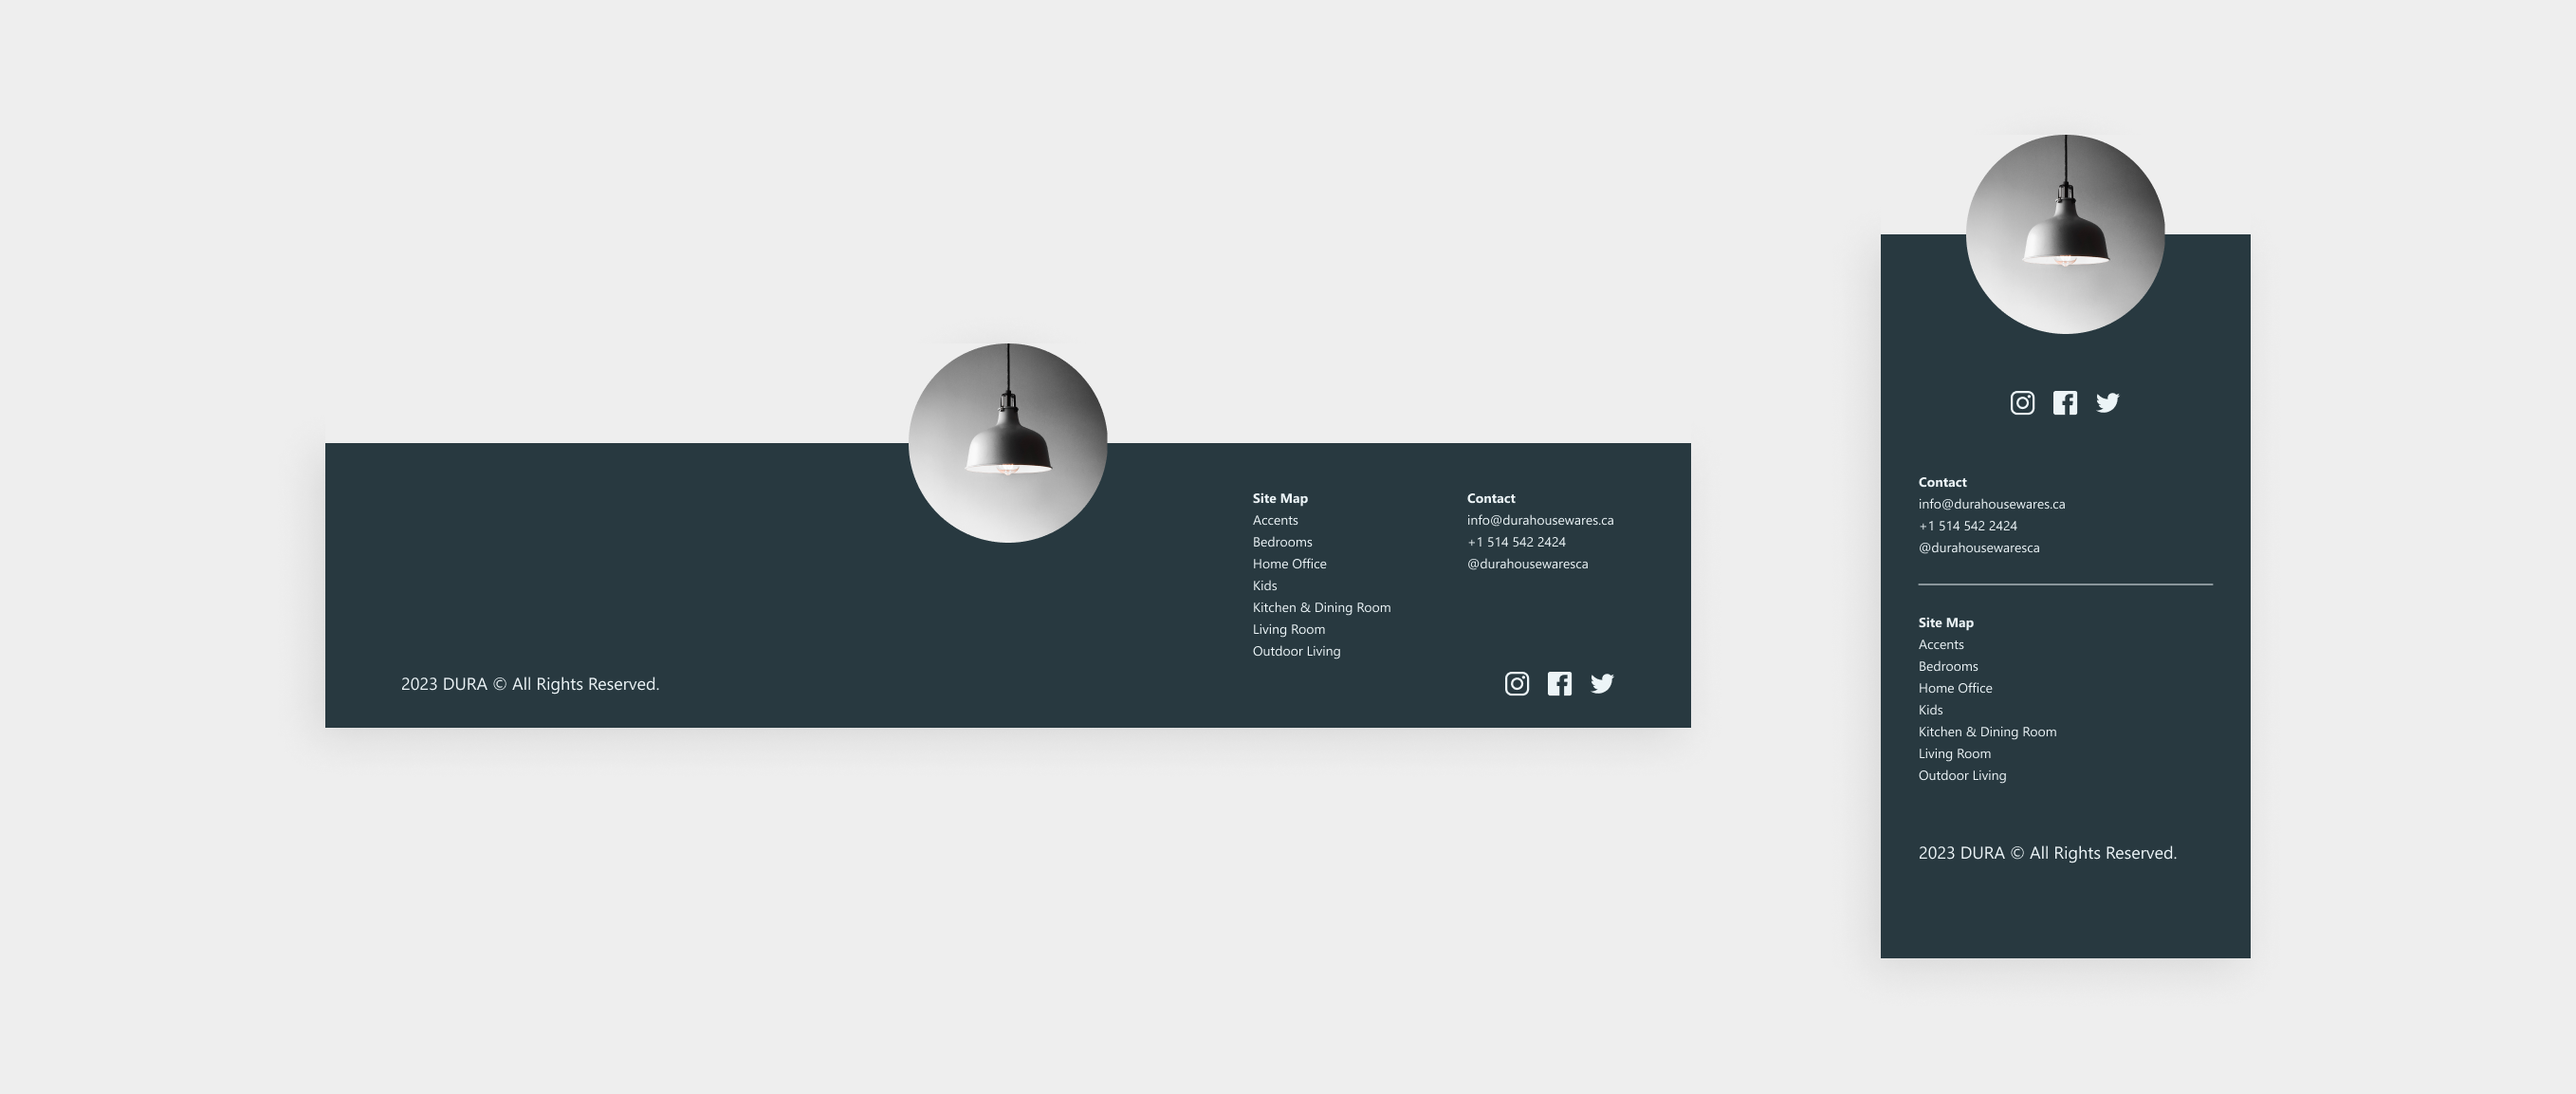 Site Map
Accents
Bedrooms
Home Office
Kids
Kitchen & Dining Room
Living Room
Outdoor Living
Contact
info@durahousewares.ca
+1 514 542 2424
@durahousewaresca
2023 DURA © All Rights Reserved.
Contact
info@durahousewares.ca
+1 514 542 2424
@durahousewaresca
Site Map
Accents
Bedrooms
Home Office
Kids
Kitchen & Dining Room
Living Room
Outdoor Living
2023 DURA © All Rights Reserved.